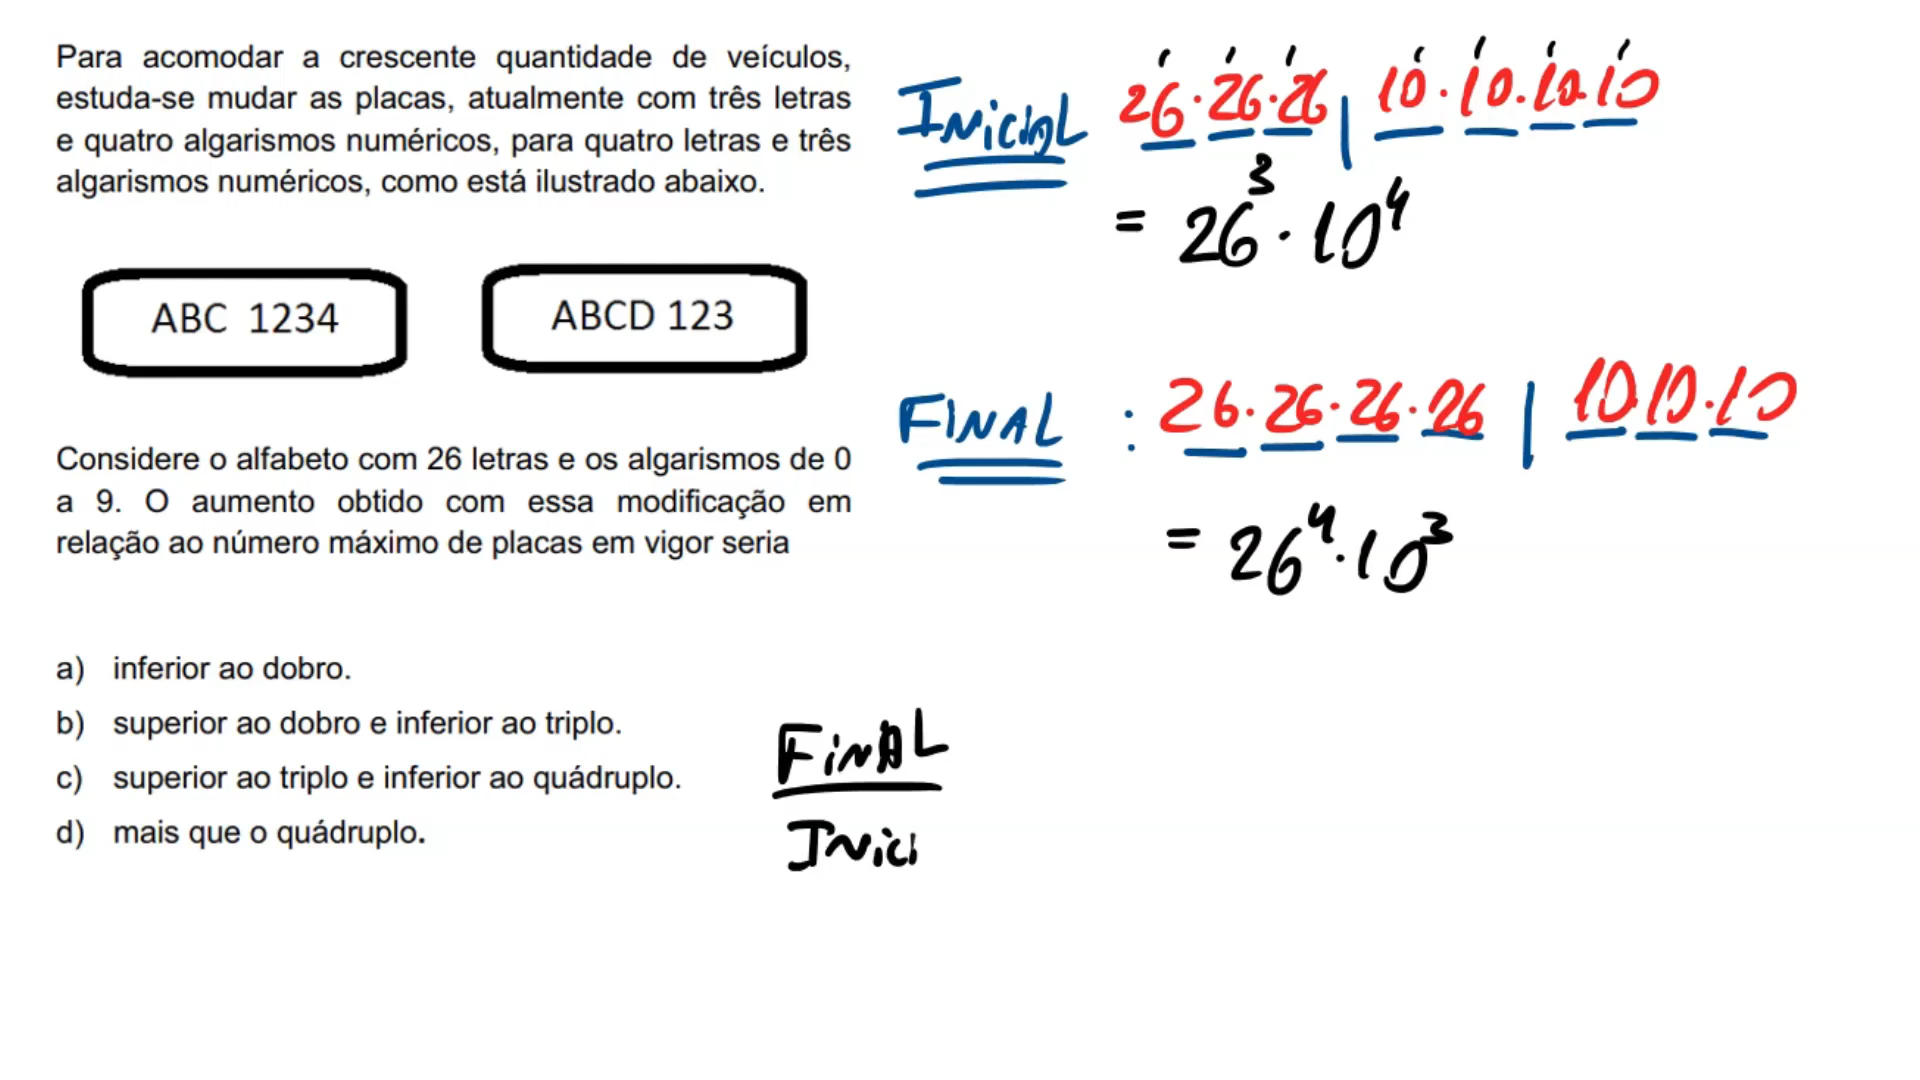 Para acomodar a crescente quantidade de veículos,
estuda-se mudar as placas, atualmente com três letras
e quatro algarismos numéricos, para quatro letras e três
algarismos numéricos, como está ilustrado abaixo.
ABC 1234
ABCD 123
Considere o alfabeto com 26 letras e os algarismos de 0
a 9. O aumento obtido com essa modificação em
relação ao número máximo de placas em vigor seria
a) inferior ao dobro.
b) superior ao dobro e inferior ao triplo.
c) superior ao triplo e inferior ao quádruplo.
d) mais que o quádruplo.
INiciaL 26 · 26 · 26 | 10 · 10 · 10 · 10
= 26³ · 10⁴
FINAL : 26 · 26 · 26 · 26 | 10 · 10 · 10
= 26⁴ · 10³
FiNAL
INici